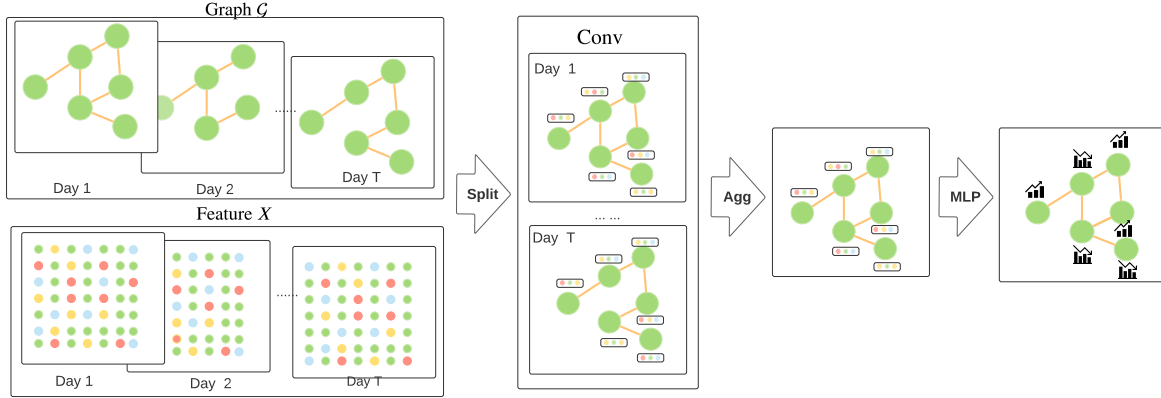 Graph 𝒢
Day 1
Day 2
......
Day T
Feature X
Day 1
Day 2
......
Day T
Split
Conv
Day 1
... ...
Day T
Agg
MLP